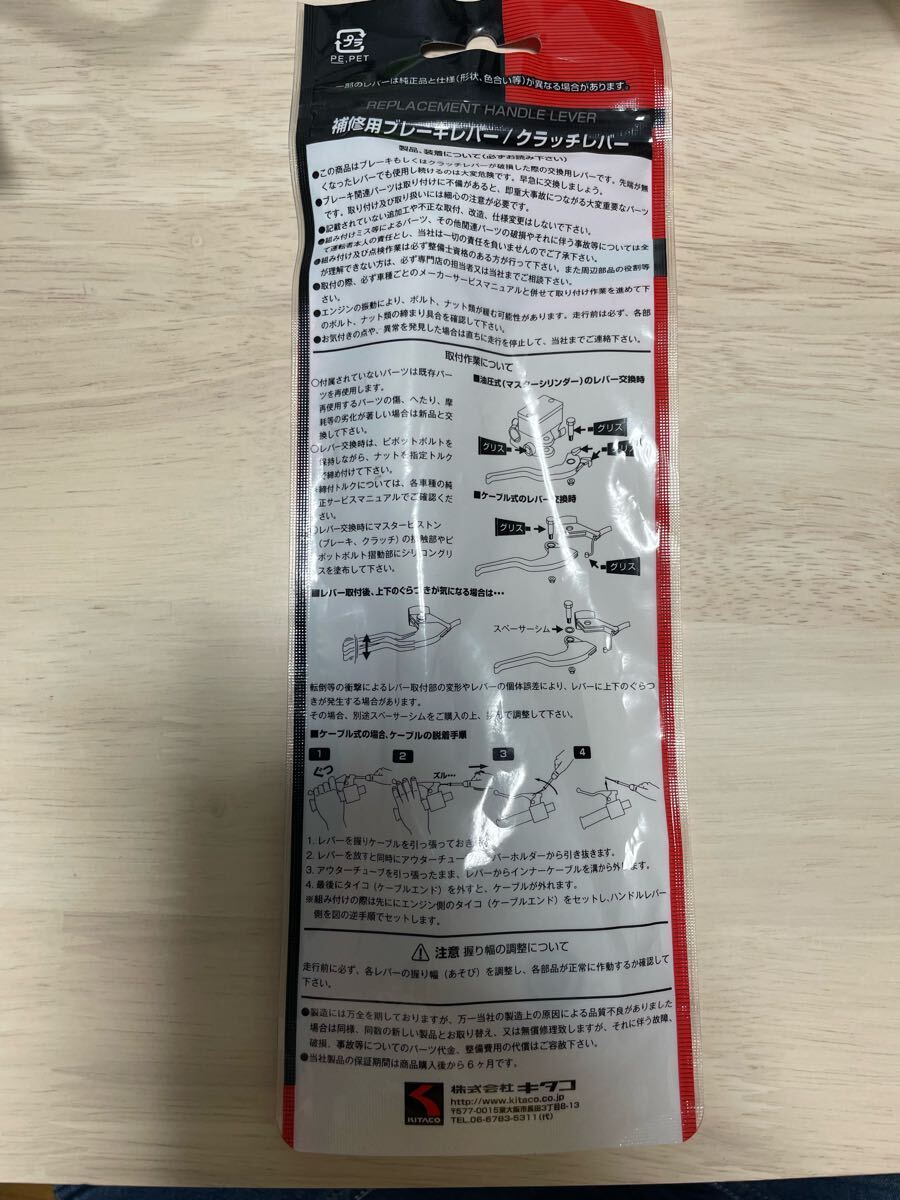 プラ
PE,PET
一部のレバーは純正品と仕様(形状、色合い等)が異なる場合があります。
REPLACEMENT HANDLE LEVER
補修用ブレーキレバー/クラッチレバー
製品、装着について(必ずお読み下さい)
●この商品はブレーキもしくはクラッチレバーが破損した際の交換用レバーです。先端が無
くなったレバーでも使用し続けるのは大変危険です。早急に交換しましょう。
●ブレーキ関連パーツは取り付けに不備があると、即重大事故につながる大変重要なパーツ
です。取り付け及び取り扱いには細心の注意が必要です。
●記載されていない追加工や不正な取付、改造、仕様変更はしないで下さい。
●組み付けミス等によるパーツ、その他関連パーツの破損やそれに伴う事故等については全
て運転者本人の責任とし、当社は一切の責任を負いませんのでご了承下さい。
●組み付け及び点検作業は必ず整備士資格のある方が行って下さい。また周辺部品の役割等
が理解できない方は、必ず専門店の担当者又は当社までご相談下さい。
●取付の際、必ず車種ごとのメーカーサービスマニュアルと併せて取り付け作業を進めて下
さい。
●エンジンの振動により、ボルト、ナット類が緩む可能性があります。走行前は必ず、各部
のボルト、ナット類の締まり具合を確認して下さい。
●お気付きの点や、異常を発見した場合は直ちに走行を停止して、当社までご連絡下さい。
取付作業について
○付属されていないパーツは既存パー
ツを再使用します。
再使用するパーツの傷、へたり、摩
耗等の劣化が著しい場合は新品と交
換して下さい。
○レバー交換時は、ピボットボルトを
保持しながら、ナットを指定トルク
で締め付けて下さい。
締付トルクについては、各車種の純
正サービスマニュアルでご確認くだ
さい。
○レバー交換時にマスターピストン
(ブレーキ、クラッチ)の接触部やピ
ボットボルト摺動部にシリコングリ
スを塗布して下さい。
■油圧式(マスターシリンダー)のレバー交換時
グリス
グリス
■ケーブル式のレバー交換時
グリス
グリス
■レバー取付後、上下のぐらつきが気になる場合は・・・
スペーサーシム
転倒等の衝撃によるレバー取付部の変形やレバーの個体誤差により、レバーに上下のぐらつ
きが発生する場合があります。
その場合、別途スペーサーシムをご購入の上、挟んで調整して下さい。
■ケーブル式の場合、ケーブルの脱着手順
1 2 3 4
ぐっ
ズル…
1. レバーを握りケーブルを引っ張っておき
2. レバーを放すと同時にアウターチューブ バーホルダーから引き抜きます。
3. アウターチューブを引っ張ったまま、レバーからインナーケーブルを溝から外します。
4. 最後にタイコ(ケーブルエンド)を外すと、ケーブルが外れます。
※組み付けの際は先ににエンジン側のタイコ(ケーブルエンド)をセットし、ハンドルレバー
側を図の逆手順でセットします。
注意 握り幅の調整について
走行前に必ず、各レバーの握り幅(あそび)を調整し、各部品が正常に作動するか確認して
下さい。
●製造には万全を期しておりますが、万一当社の製造上の原因による品質不良がありました
場合は同様、同数の新しい製品とお取り替え、又は無償修理致しますが、それに伴う故障、
破損、事故等についてのパーツ代金、整備費用の代償はご容赦下さい。
●当社製品の保証期間は商品購入後から6ヶ月です。
KITACO
株式会社 キタコ
http://www.kitaco.co.jp
〒577-0015東大阪市長田3丁目8-13
TEL.06-6783-5311(代)